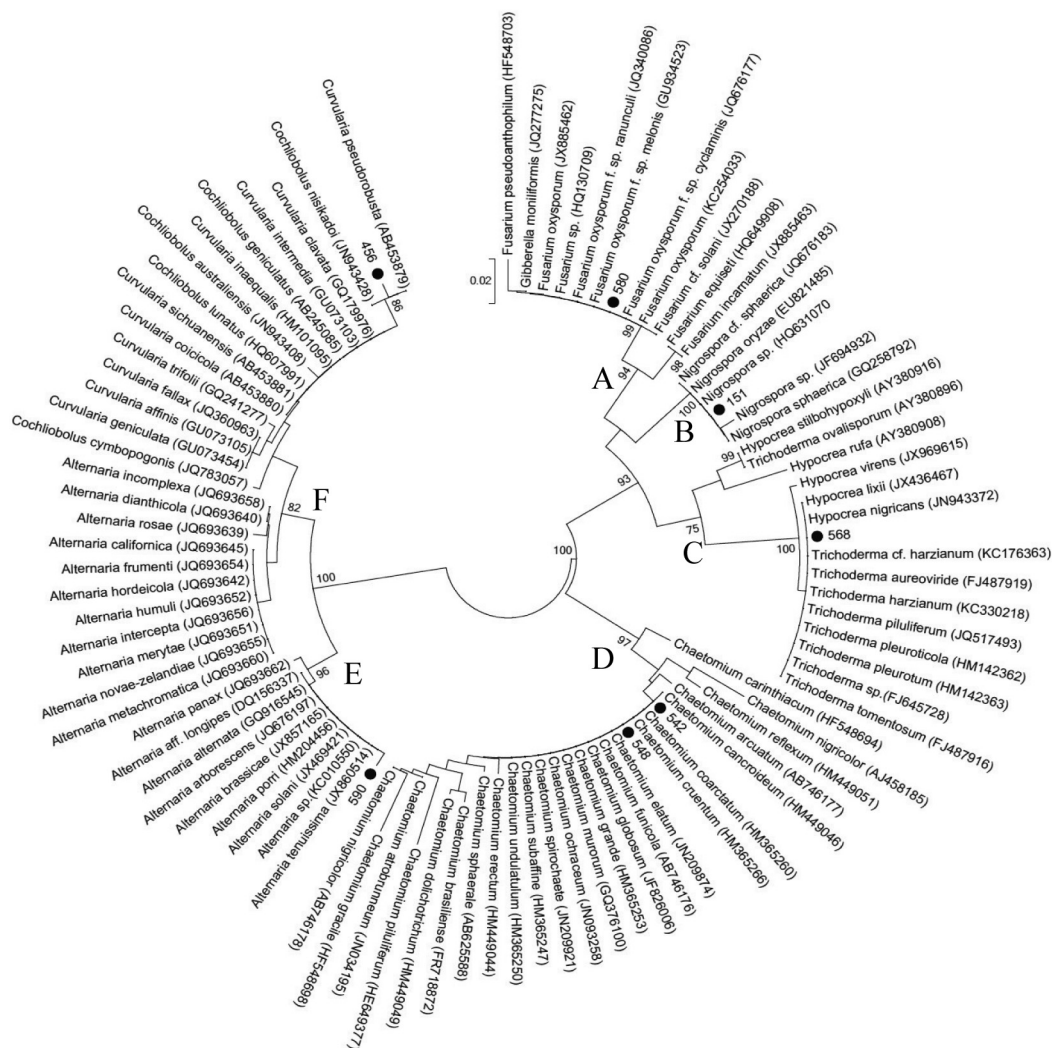 Fusarium pseudoanthophilum (HF548703)
Gibberella moniliformis (JQ277275)
Fusarium oxysporum (JX885462)
Fusarium sp. (HQ130709)
Fusarium oxysporum f. sp. ranunculi (JQ340086)
Fusarium oxysporum f. sp. melonis (GU934523)
580
Fusarium oxysporum f. sp. cyclaminis (JQ676177)
Fusarium oxysporum (KC254033)
Fusarium cf. solani (JX270188)
Fusarium equiseti (HQ649908)
Fusarium incarnatum (JX885463)
Nigrospora cf. sphaerica (JQ676183)
Nigrospora oryzae (EU821485)
Nigrospora sp. (HQ631070
151
Nigrospora sp. (JF694932)
Nigrospora sphaerica (GQ258792)
Hypocrea stilbohypoxyli (AY380916)
Trichoderma ovalisporum (AY380896)
Hypocrea rufa (AY380908)
Hypocrea virens (JX969615)
Hypocrea lixii (JX436467)
Hypocrea nigricans (JN943372)
568
Trichoderma cf. harzianum (KC176363)
Trichoderma aureoviride (FJ487919)
Trichoderma harzianum (KC330218)
Trichoderma piluliferum (JQ517493)
Trichoderma pleuroticola (HM142362)
Trichoderma pleurotum (HM142363)
Trichoderma sp. (FJ645728)
Trichoderma tomentosum (FJ487916)
Chaetomium carinthiacum (HF548694)
Chaetomium nigricolor (AJ458185)
Chaetomium reflexum (HM449051)
Chaetomium arcuatum (AB746177)
Chaetomium cancroideum (HM449046)
542
Chaetomium coarctatum (HM365260)
Chaetomium cruentum (HM365266)
548
Chaetomium elatum (JN209874)
Chaetomium funicola (AB746176)
Chaetomium globosum (JF826006)
Chaetomium grande (HM365253)
Chaetomium murorum (GQ376100)
Chaetomium ochraceum (JN093258)
Chaetomium spirochaete (JN209921)
Chaetomium subaffine (HM365247)
Chaetomium undulatulum (HM365250)
Chaetomium erectum (HM449044)
Chaetomium sphaerale (AB625588)
Chaetomium brasiliense (FR718872)
Chaetomium dolichotrichum (HM449049)
Chaetomium piluliferum (HE649377)
Chaetomium atrobrunneum (JN034195)
Chaetomium gracile (HF548698)
Chaetomium nigricolor (AB746178)
590
Alternaria tenuissima (JX860514)
Alternaria sp. (KC010550)
Alternaria solani (JX469421)
Alternaria porri (HM204456)
Alternaria brassicae (JX857165)
Alternaria arborescens (JQ676197)
Alternaria alternata (GQ916545)
Alternaria aff. longipes (DQ156337)
Alternaria panax (JQ693662)
Alternaria metachromatica (JQ693660)
Alternaria novae-zelandiae (JQ693655)
Alternaria merytae (JQ693651)
Alternaria intercepta (JQ693656)
Alternaria humuli (JQ693652)
Alternaria hordeicola (JQ693642)
Alternaria frumenti (JQ693654)
Alternaria californica (JQ693645)
Alternaria rosae (JQ693639)
Alternaria dianthicola (JQ693640)
Alternaria incomplexa (JQ693658)
Cochliobolus cymbopogonis (JQ783057)
Curvularia geniculata (GU073454)
Curvularia affinis (GU073105)
Curvularia fallax (JQ360963)
Curvularia trifolii (GQ241277)
Curvularia coicicola (AB453880)
Curvularia sichuanensis (AB453881)
Cochliobolus lunatus (HQ607991)
Cochliobolus australiensis (JN943408)
Curvularia inaequalis (HM101095)
Cochliobolus geniculatus (AB245085)
Curvularia intermedia (GU073103)
Curvularia clavata (GQ179976)
Cochliobolus nisikadoi (JN943428)
456
Curvularia pseudorobusta (AB453879)
0.02
86
99
94
98
100
99
93
75
100
100
97
82
100
96
A
B
C
D
E
F